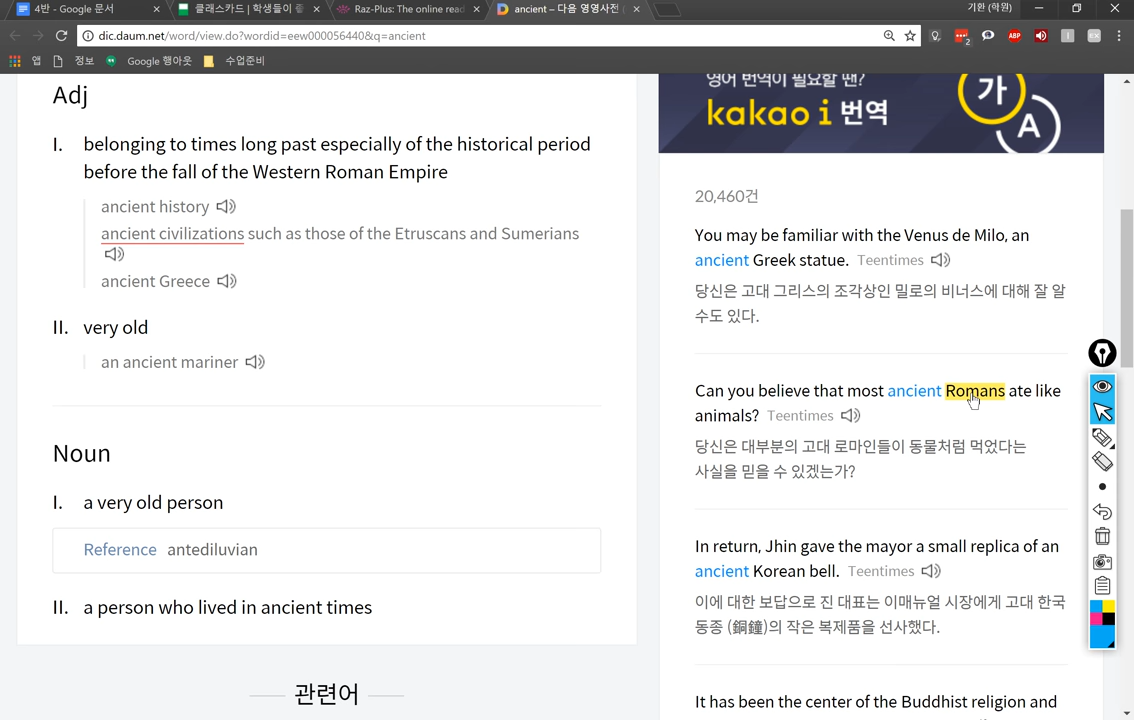 4반 - Google 문서
클래스카드 | 학생들이 좋
Raz-Plus: The online read
ancient – 다음 영영사전
기환 (학원)
dic.daum.net/word/view.do?wordid=eew000056440&q=ancient
2
ABP
앱
정보
Google 행아웃
수업준비
Adj
I. belonging to times long past especially of the historical period
before the fall of the Western Roman Empire
ancient history
ancient civilizations such as those of the Etruscans and Sumerians
ancient Greece
II. very old
an ancient mariner
Noun
I. a very old person
Reference antediluvian
II. a person who lived in ancient times
관련어
영어 번역이 필요할 땐?
kakao i 번역
가
A
20,460건
You may be familiar with the Venus de Milo, an
ancient Greek statue. Teentimes
당신은 고대 그리스의 조각상인 밀로의 비너스에 대해 잘 알
수도 있다.
Can you believe that most ancient Romans ate like
animals? Teentimes
당신은 대부분의 고대 로마인들이 동물처럼 먹었다는
사실을 믿을 수 있겠는가?
In return, Jhin gave the mayor a small replica of an
ancient Korean bell. Teentimes
이에 대한 보답으로 진 대표는 이매뉴얼 시장에게 고대 한국
동종 (銅鐘)의 작은 복제품을 선사했다.
It has been the center of the Buddhist religion and